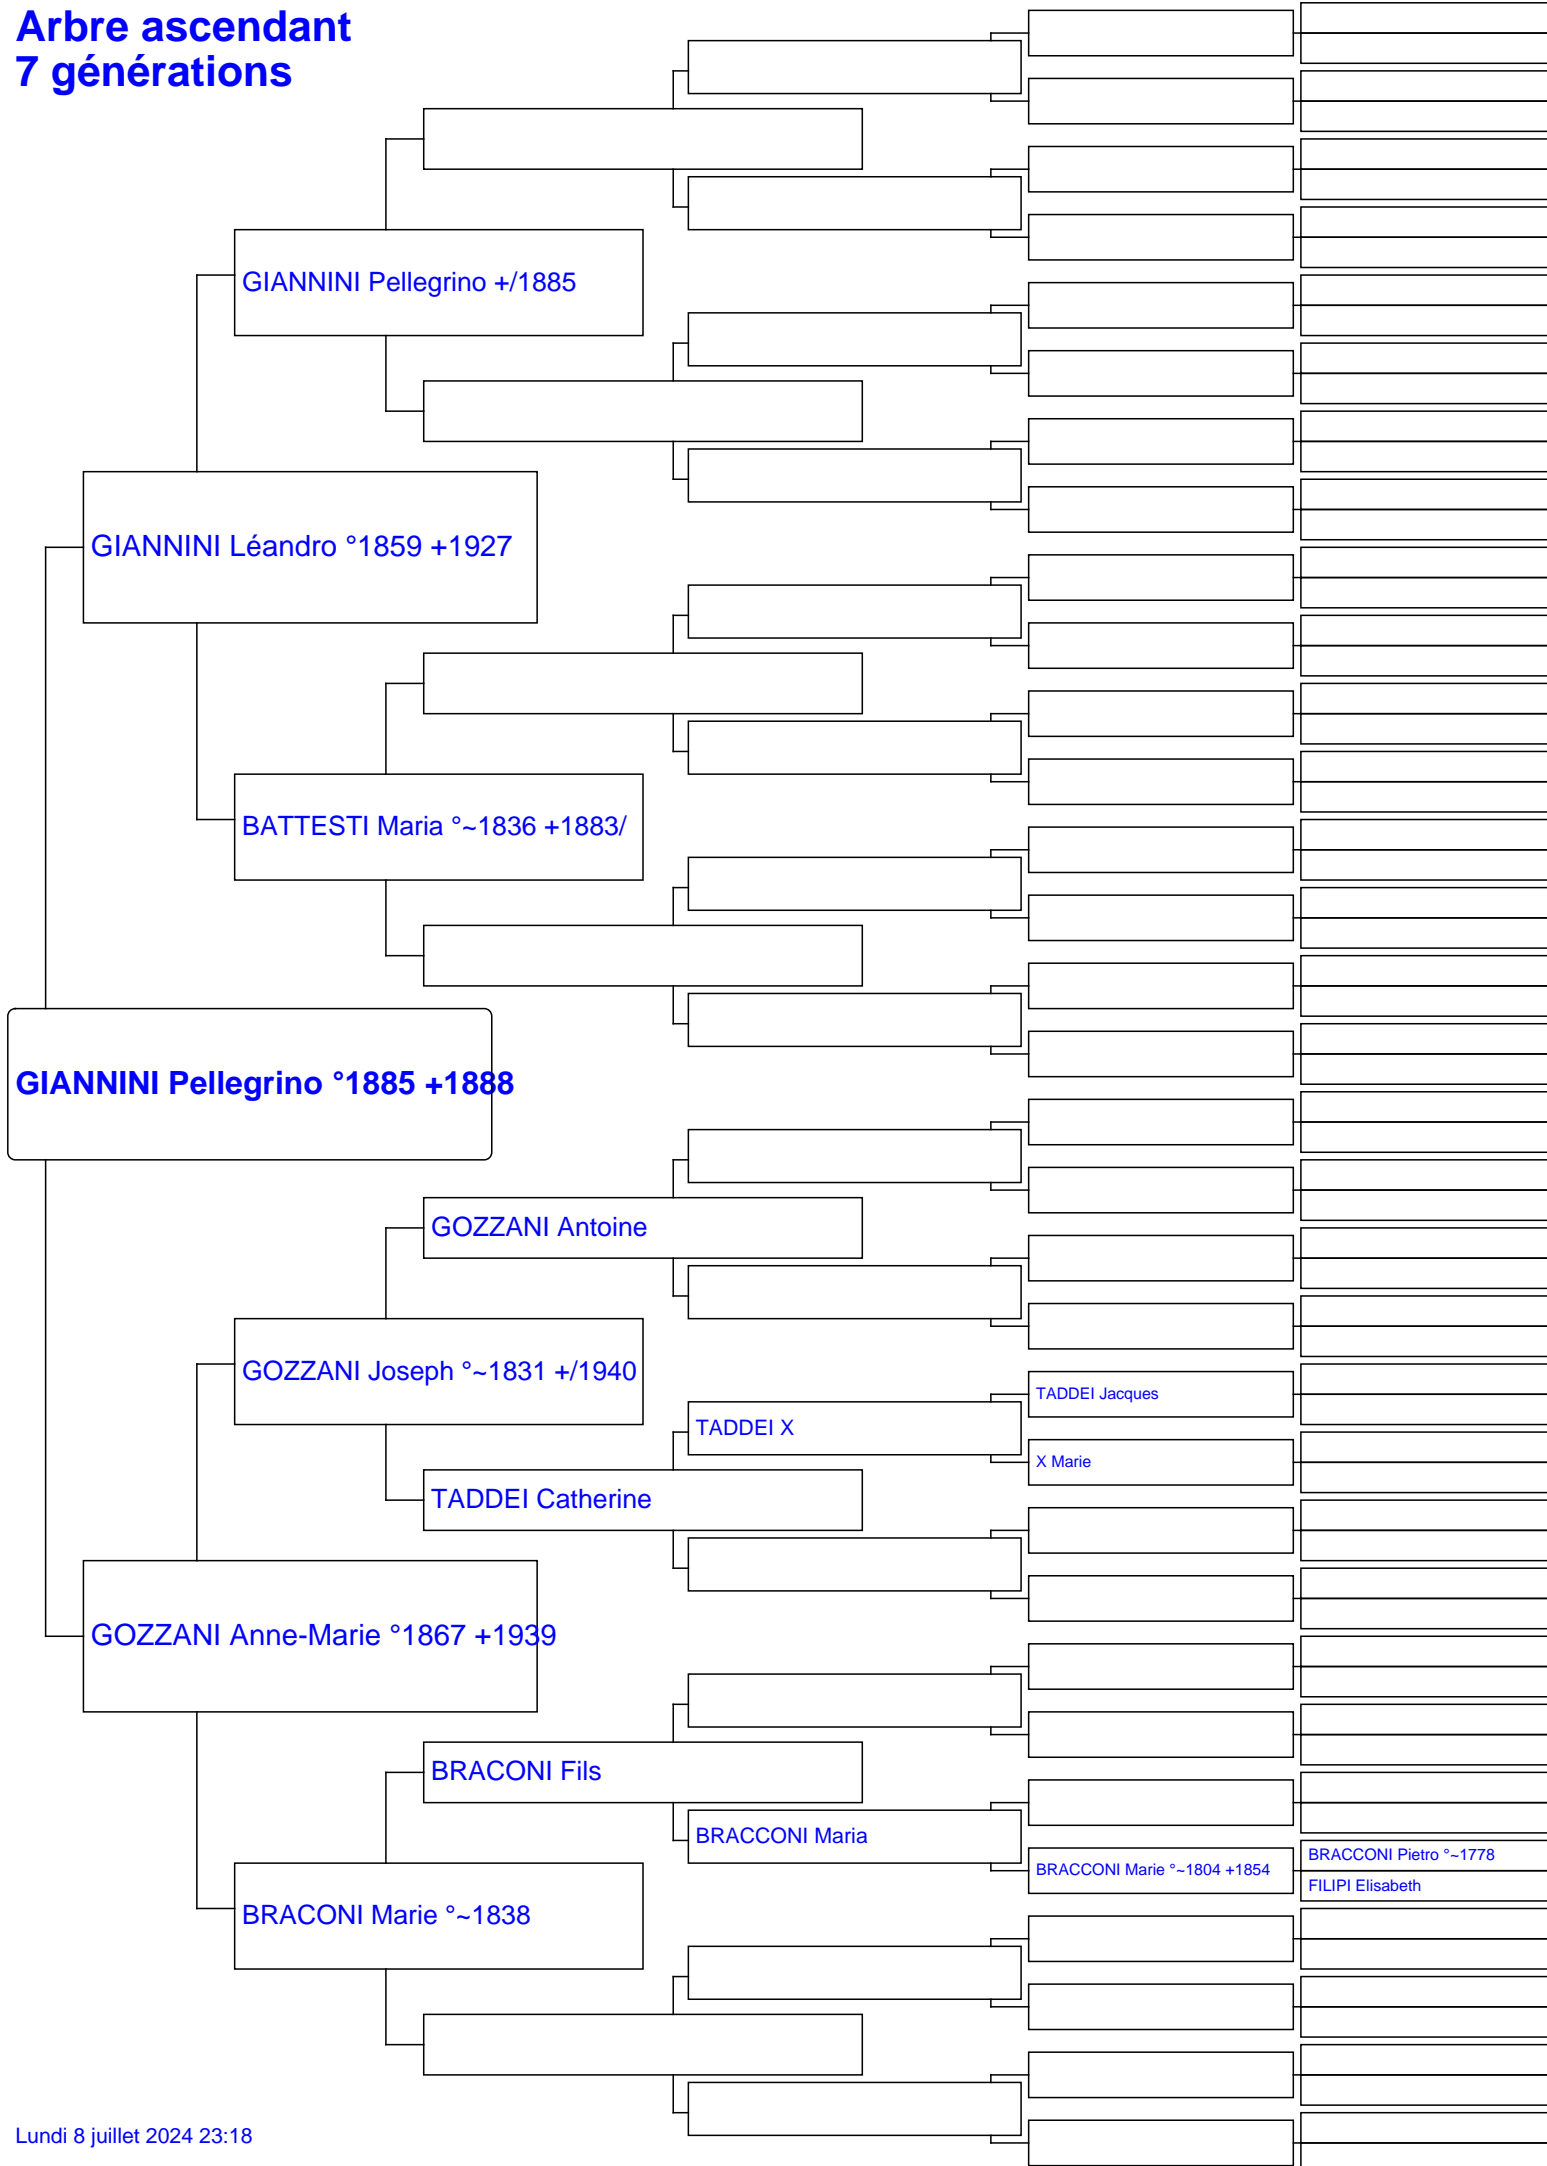 Arbre ascendant
7 générations
GIANNINI Pellegrino +/1885
GIANNINI Léandro °1859 +1927
BATTESTI Maria °~1836 +1883/
GIANNINI Pellegrino °1885 +1888
GOZZANI Antoine
GOZZANI Joseph °~1831 +/1940
TADDEI Jacques
TADDEI X
X Marie
TADDEI Catherine
GOZZANI Anne-Marie °1867 +1939
BRACONI Fils
BRACCONI Maria
BRACCONI Pietro °~1778
BRACCONI Marie °~1804 +1854
FILIPI Elisabeth
BRACONI Marie °~1838
Lundi 8 juillet 2024 23:18